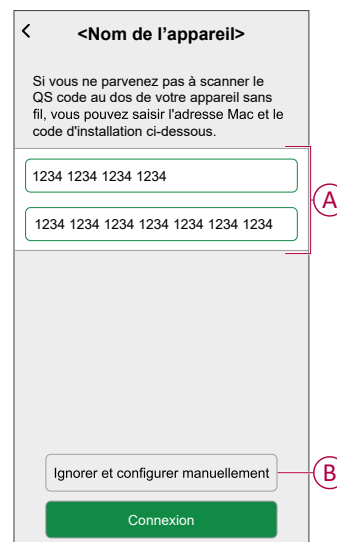 <Nom de l’appareil>
Si vous ne parvenez pas à scanner le
QS code au dos de votre appareil sans
fil, vous pouvez saisir l'adresse Mac et le
code d'installation ci-dessous.
1234 1234 1234 1234
1234 1234 1234 1234 1234 1234
A
Ignorer et configurer manuellement
B
Connexion